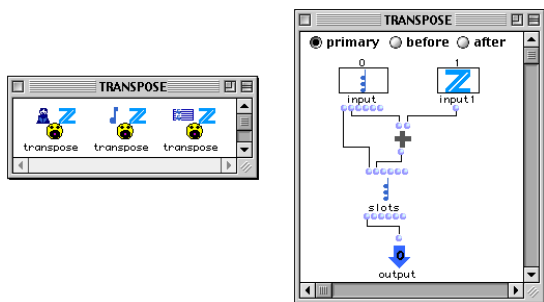 TRANSPOSE
transpose transpose transpose
TRANSPOSE
primary before after
0 1
input input1
slots
0
output